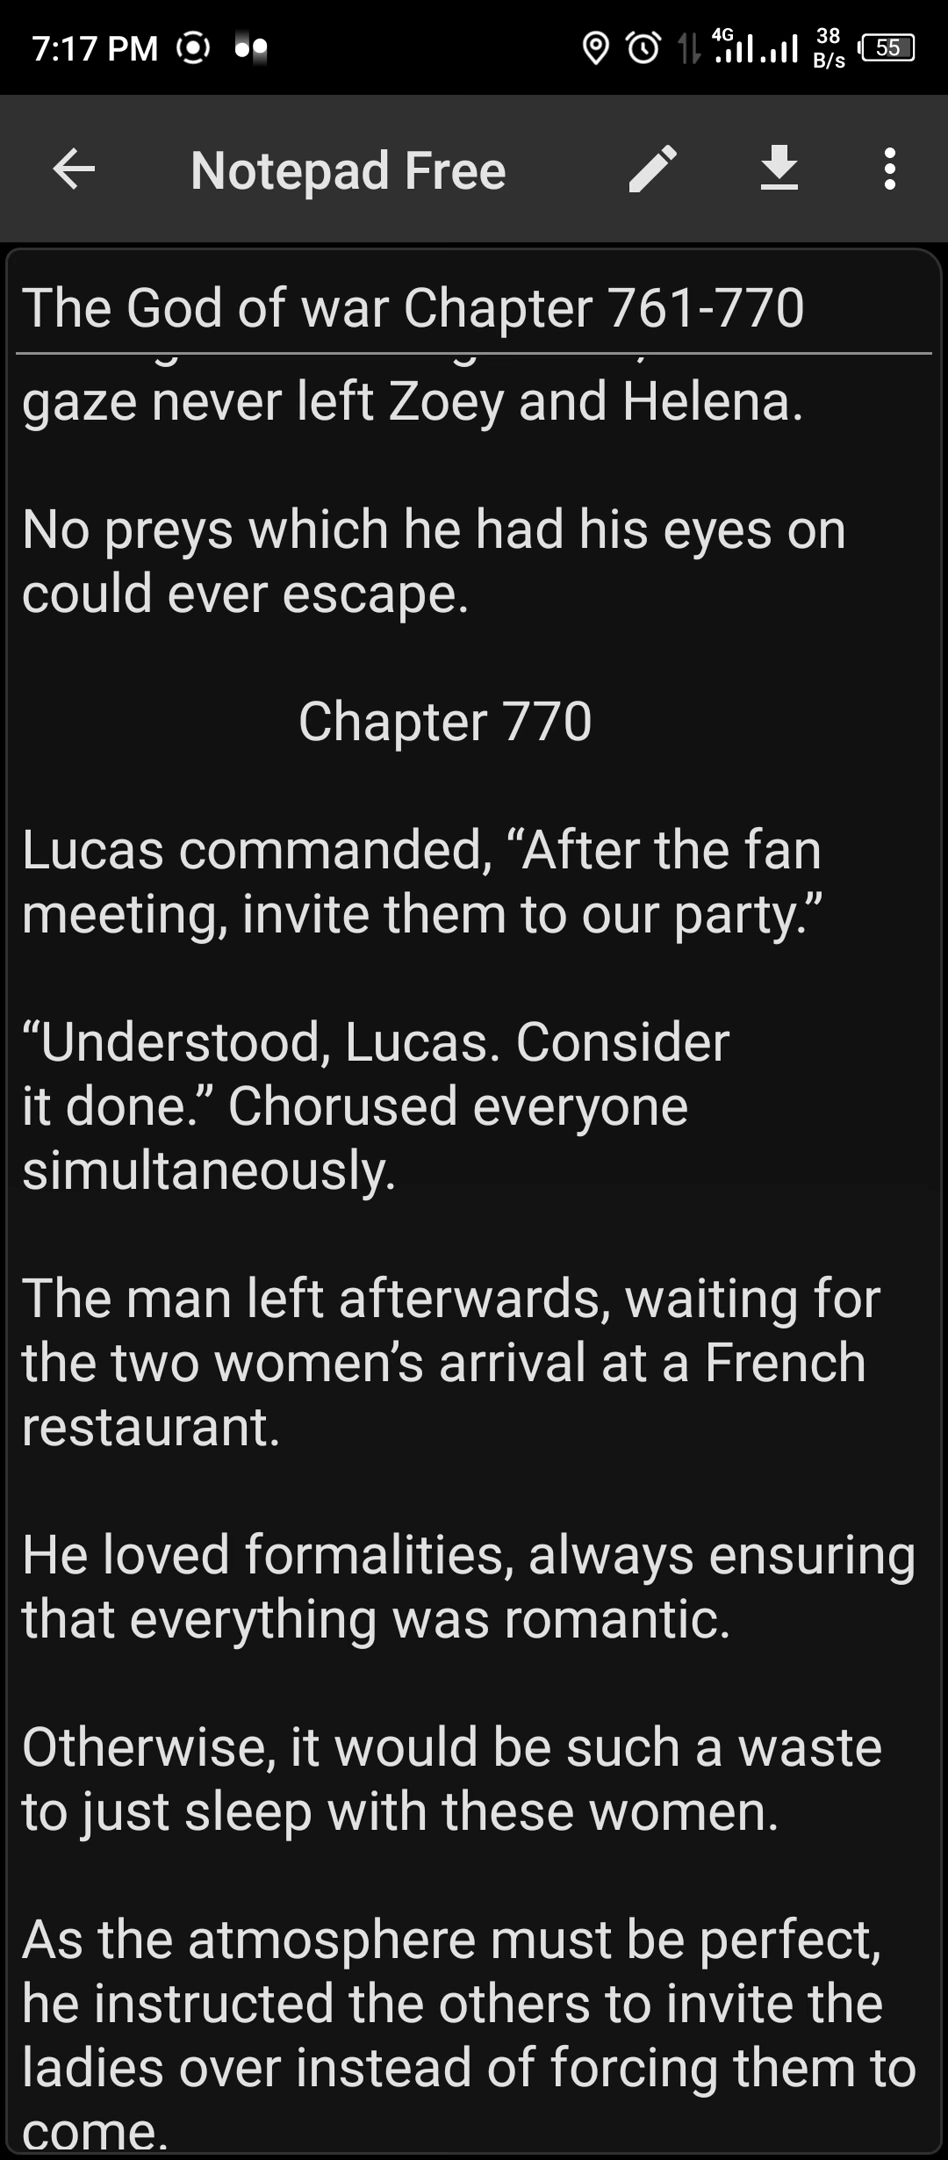 7:17 PM 4G 38 B/s 55
Notepad Free
The God of war Chapter 761-770
gaze never left Zoey and Helena.
No preys which he had his eyes on
could ever escape.
Chapter 770
Lucas commanded, “After the fan
meeting, invite them to our party.”
“Understood, Lucas. Consider
it done.” Chorused everyone
simultaneously.
The man left afterwards, waiting for
the two women’s arrival at a French
restaurant.
He loved formalities, always ensuring
that everything was romantic.
Otherwise, it would be such a waste
to just sleep with these women.
As the atmosphere must be perfect,
he instructed the others to invite the
ladies over instead of forcing them to
come.